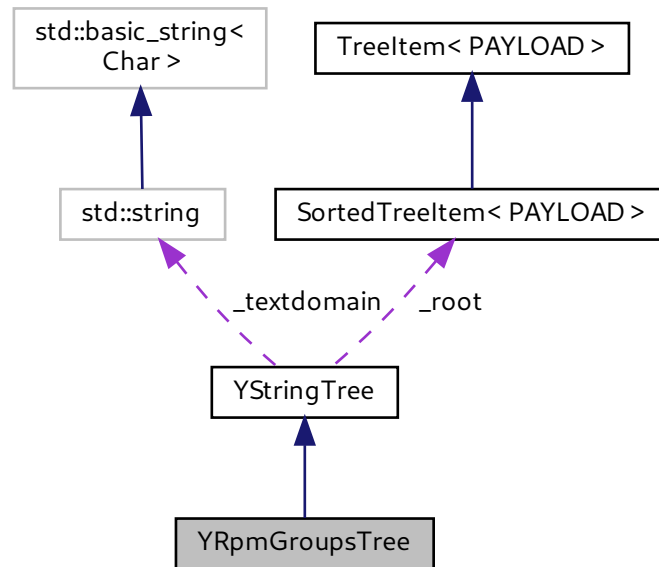 std::basic_string<
Char >
TreeItem< PAYLOAD >
std::string
SortedTreeItem< PAYLOAD >
_textdomain
_root
YStringTree
YRpmGroupsTree